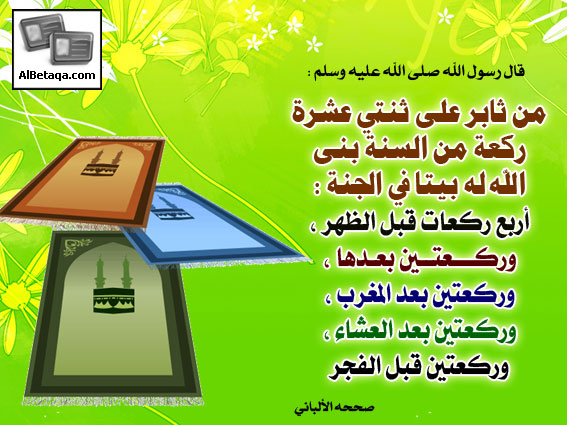 AlBetaqa.com
قال رسول الله صلى الله عليه وسلم :
من ثابر على ثنتي عشرة
ركعة من السنة بنى
الله له بيتا في الجنة :
أربع ركعات قبل الظهر ،
وركعتين بعدها ،
وركعتين بعد المغرب ،
وركعتين بعد العشاء ،
وركعتين قبل الفجر
صححه الألباني